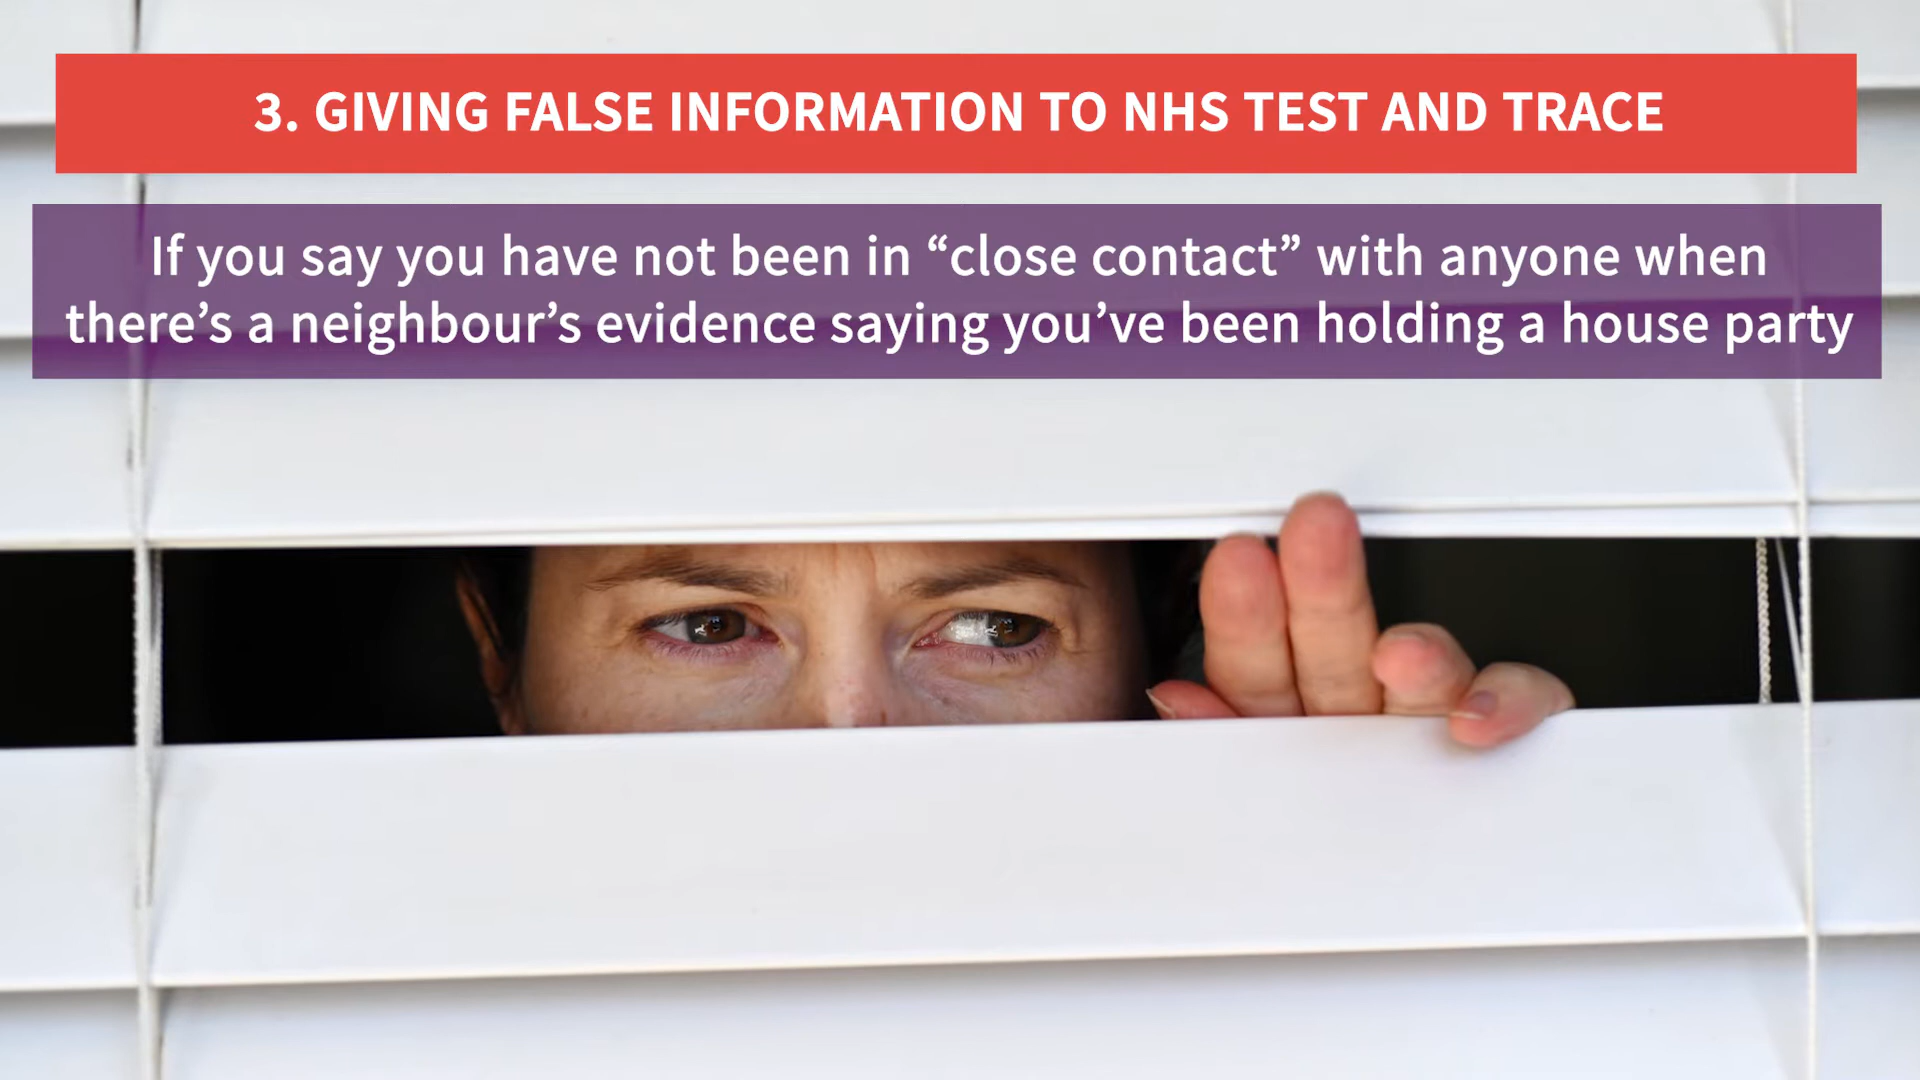 3. GIVING FALSE INFORMATION TO NHS TEST AND TRACE
If you say you have not been in “close contact” with anyone when
there’s a neighbour’s evidence saying you’ve been holding a house party